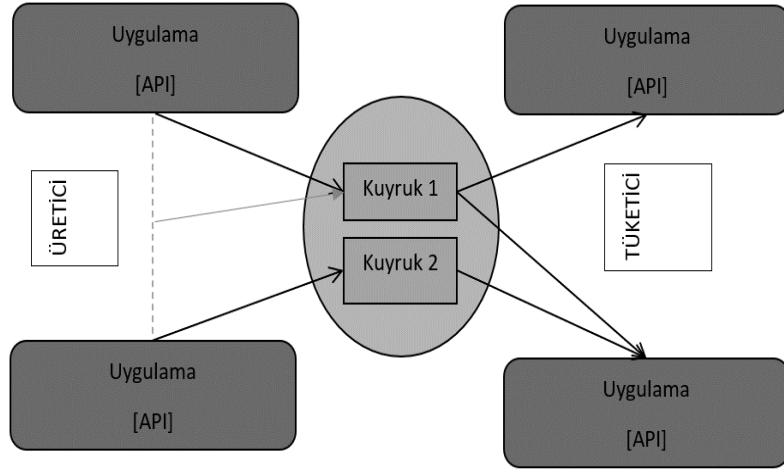 Uygulama
[API]
Uygulama
[API]
ÜRETİCİ
Kuyruk 1
Kuyruk 2
TÜKETİCİ
Uygulama
[API]
Uygulama
[API]